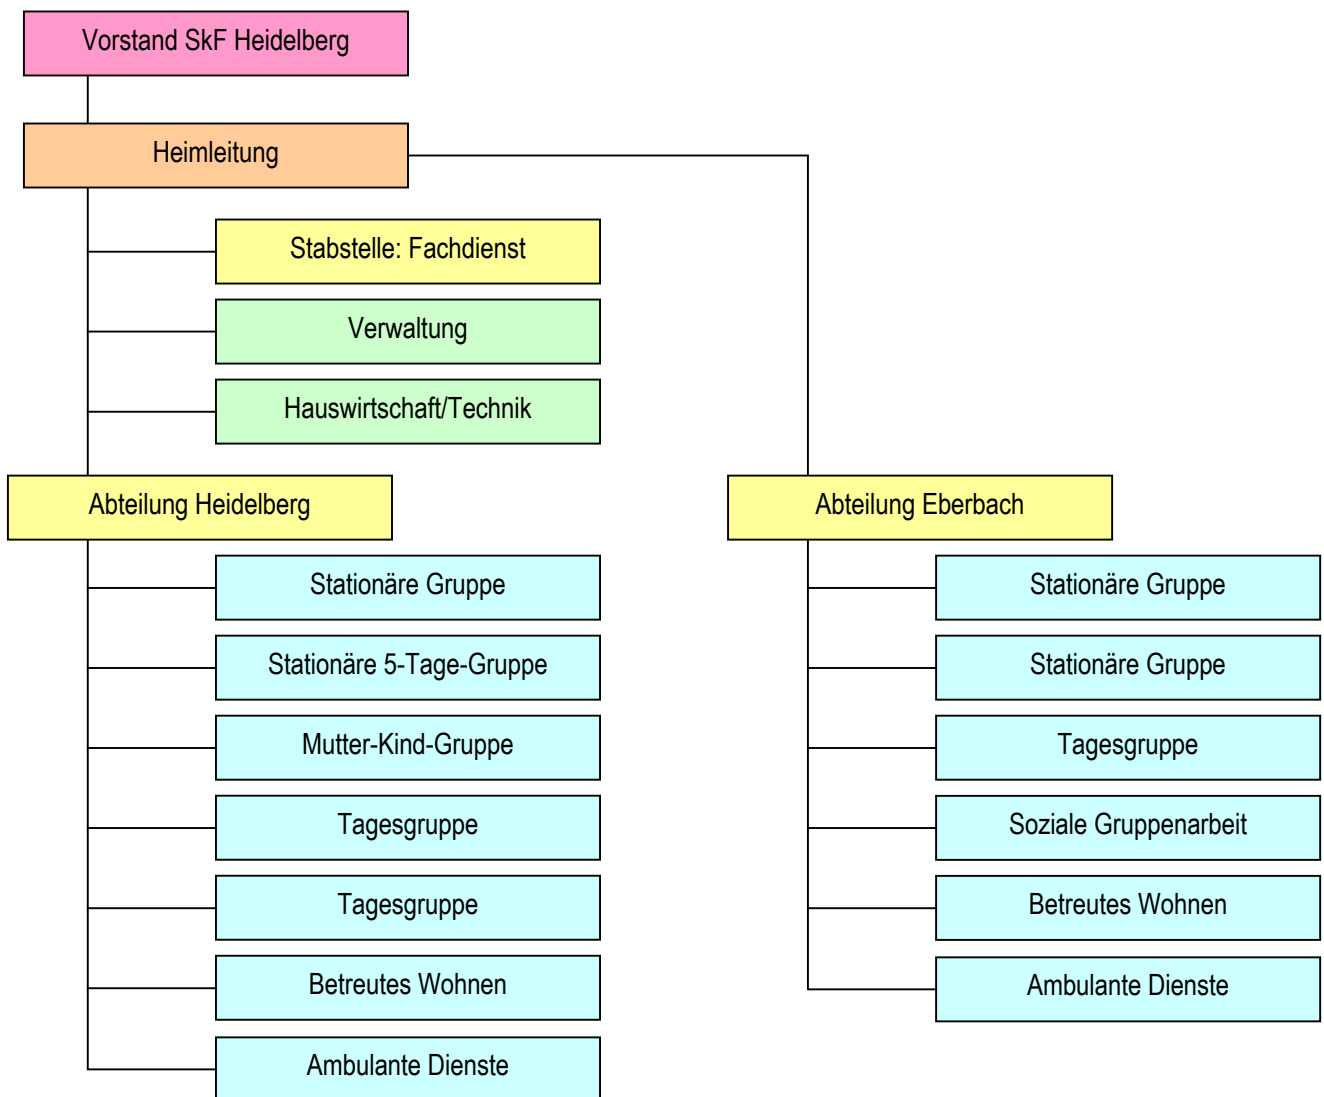 Vorstand SkF Heidelberg
Heimleitung
Stabstelle: Fachdienst
Verwaltung
Hauswirtschaft/Technik
Abteilung Heidelberg
Stationäre Gruppe
Stationäre 5-Tage-Gruppe
Mutter-Kind-Gruppe
Tagesgruppe
Tagesgruppe
Betreutes Wohnen
Ambulante Dienste
Abteilung Eberbach
Stationäre Gruppe
Stationäre Gruppe
Tagesgruppe
Soziale Gruppenarbeit
Betreutes Wohnen
Ambulante Dienste